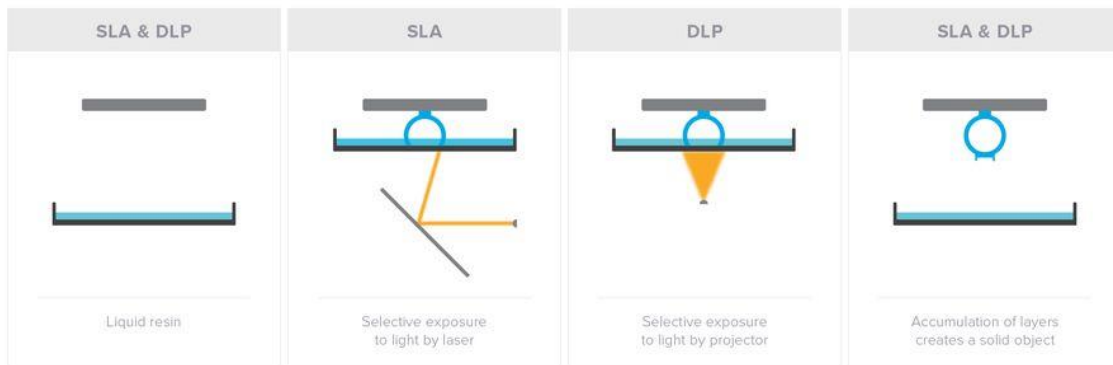 SLA & DLP
SLA
DLP
SLA & DLP
Liquid resin
Selective exposure
to light by laser
Selective exposure
to light by projector
Accumulation of layers
creates a solid object